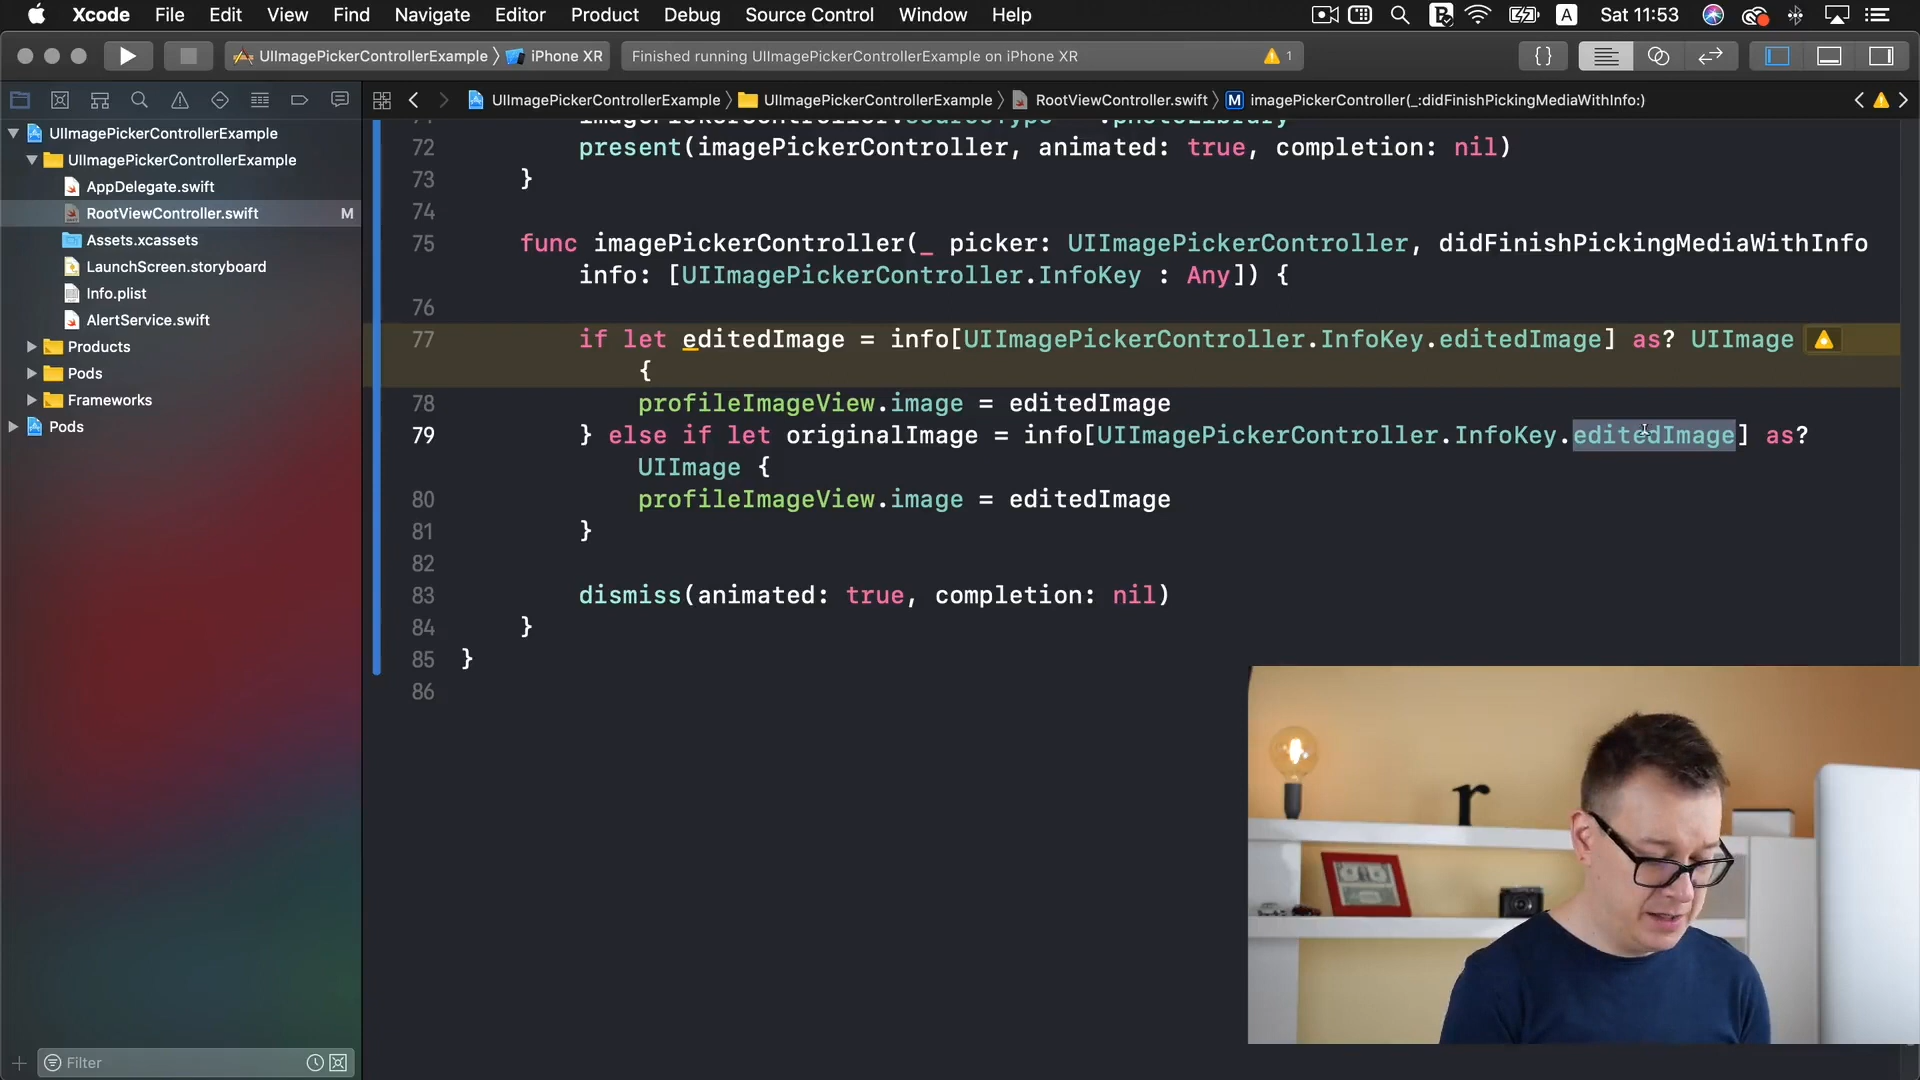 Xcode File Edit View Find Navigate Editor Product Debug Source Control Window Help Sat 11:53
UIImagePickerControllerExample iPhone XR Finished running UIImagePickerControllerExample on iPhone XR 1
UIImagePickerControllerExample UIImagePickerControllerExample RootViewController.swift M imagePickerController(_:didFinishPickingMediaWithInfo:)
UIImagePickerControllerExample
UIImagePickerControllerExample
AppDelegate.swift
RootViewController.swift M
Assets.xcassets
LaunchScreen.storyboard
Info.plist
AlertService.swift
Products
Pods
Frameworks
Pods
Filter
72 present(imagePickerController, animated: true, completion: nil)
73 }
74
75 func imagePickerController(_ picker: UIImagePickerController, didFinishPickingMediaWithInfo
info: [UIImagePickerController.InfoKey : Any]) {
76
77 if let editedImage = info[UIImagePickerController.InfoKey.editedImage] as? UIImage
{
78 profileImageView.image = editedImage
79 } else if let originalImage = info[UIImagePickerController.InfoKey.editedImage] as?
UIImage {
80 profileImageView.image = editedImage
81 }
82
83 dismiss(animated: true, completion: nil)
84 }
85 }
86
r